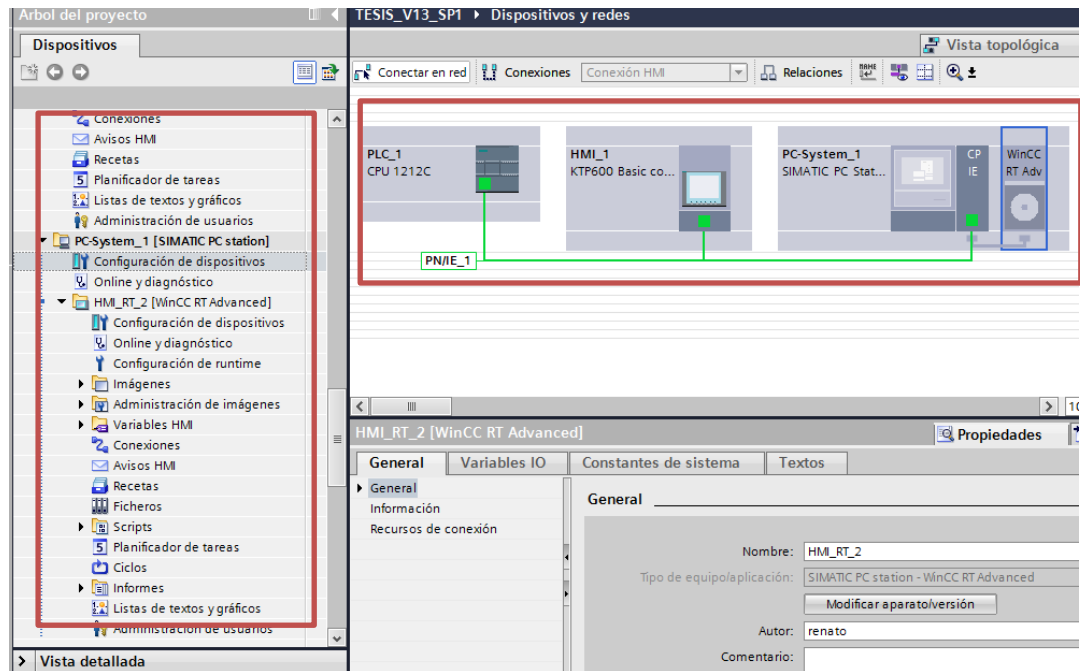 Árbol del proyecto
Dispositivos
Conexiones
Avisos HMI
Recetas
Planificador de tareas
Listas de textos y gráficos
Administración de usuarios
PC-System_1 [SIMATIC PC station]
Configuración de dispositivos
Online y diagnóstico
HMI_RT_2 [WinCC RT Advanced]
Configuración de dispositivos
Online y diagnóstico
Configuración de runtime
Imágenes
Administración de imágenes
Variables HMI
Conexiones
Avisos HMI
Recetas
Ficheros
Scripts
Planificador de tareas
Ciclos
Informes
Listas de textos y gráficos
Administración de usuarios
Vista detallada
TESIS_V13_SP1 Dispositivos y redes
Vista topológica
Conectar en red Conexiones Conexión HMI Relaciones
PLC_1
CPU 1212C
HMI_1
KTP600 Basic co...
PC-System_1
SIMATIC PC Stat...
CP
IE
WinCC
RT Adv
PN/IE_1
HMI_RT_2 [WinCC RT Advanced]
Propiedades
General Variables IO Constantes de sistema Textos
General
Información
Recursos de conexión
General
Nombre: HMI_RT_2
Tipo de equipo/aplicación: SIMATIC PC station - WinCC RT Advanced
Modificar aparato/versión
Autor: renato
Comentario: